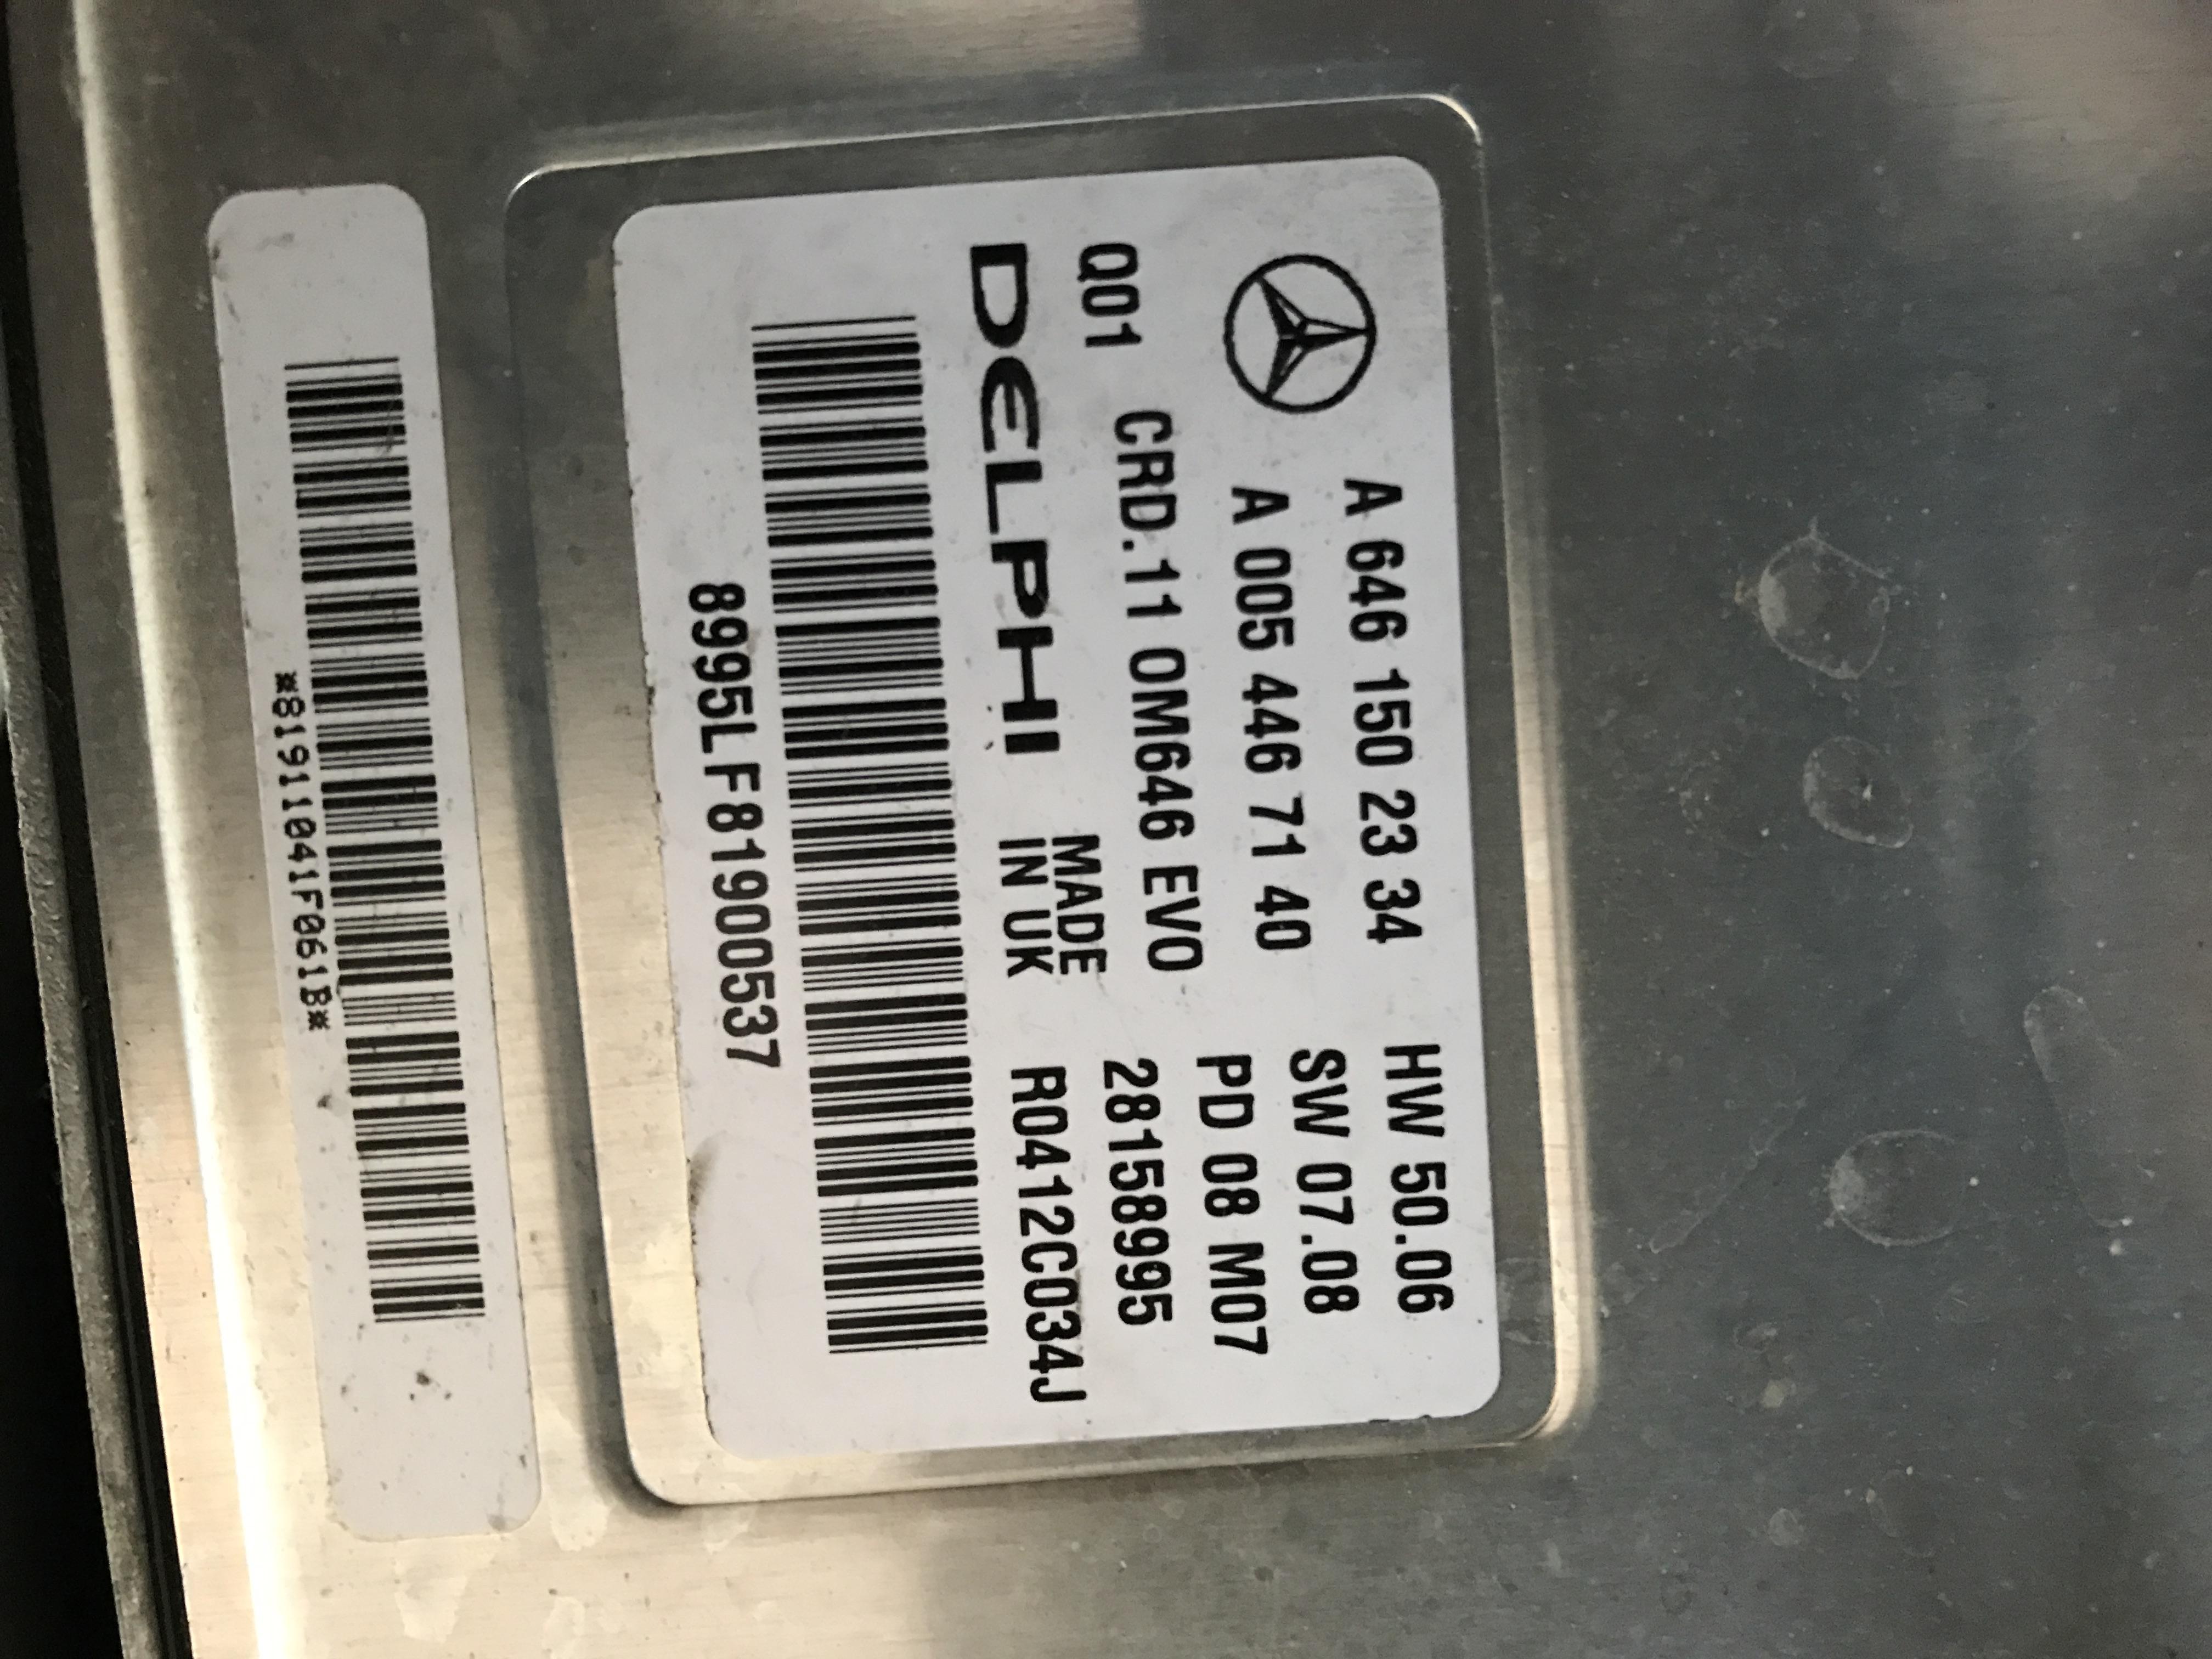 A 646 150 23 34 HW 50.06
A 005 446 71 40 SW 07.08
Q01 CRD.11 OM646 EVO PD 08 M07
DELPHI MADE IN UK 28158995
R0412C034J
8995LF81900537
*81911041F061B*